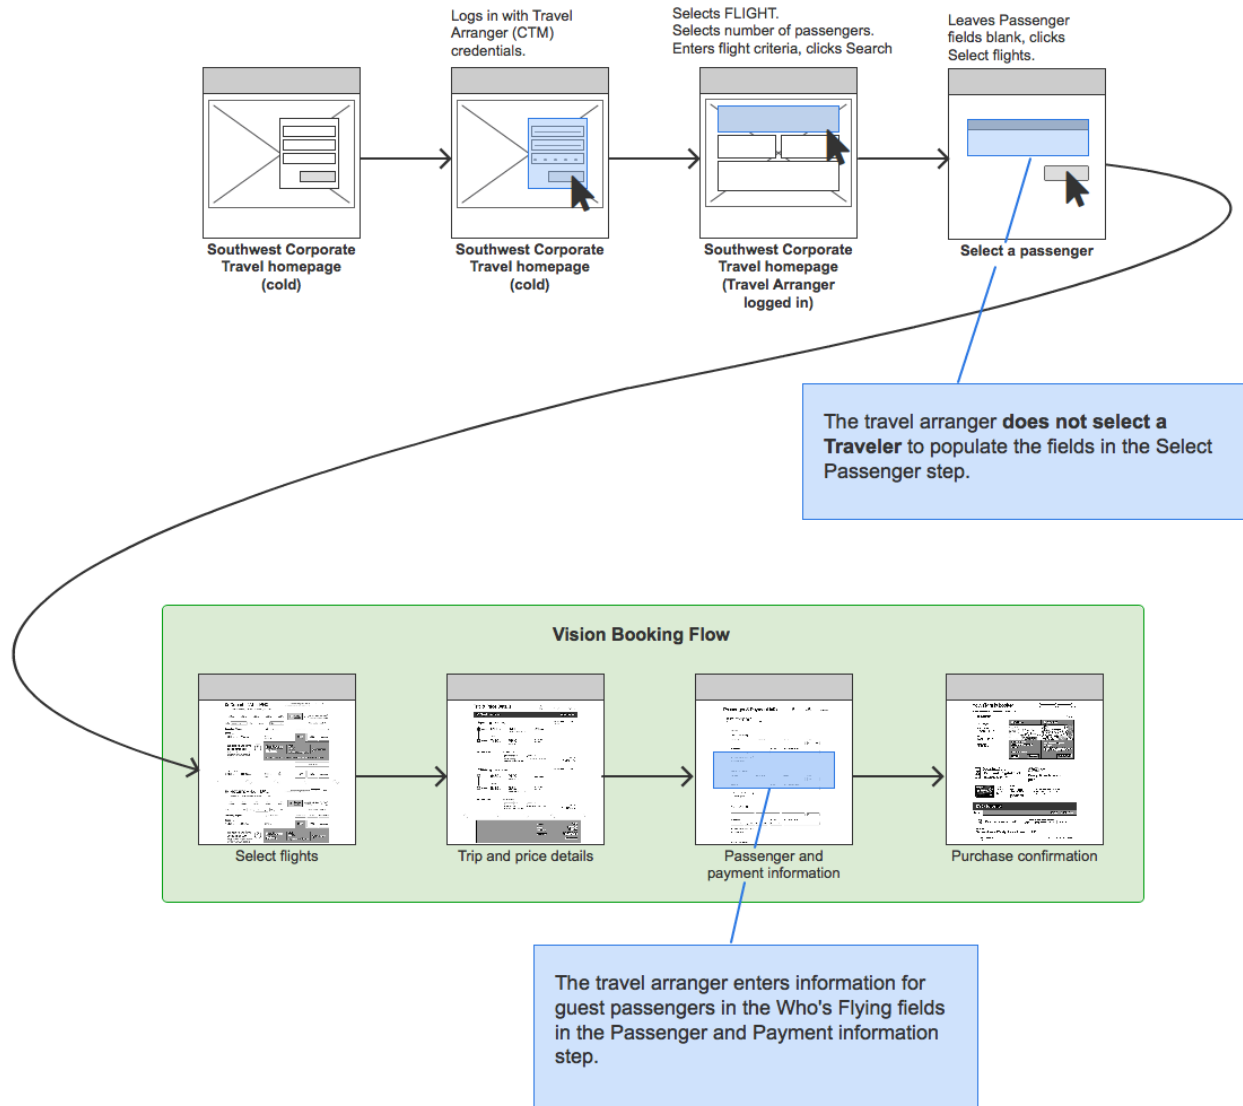 Logs in with Travel
Arranger (CTM)
credentials.
Selects FLIGHT.
Selects number of passengers.
Enters flight criteria, clicks Search
Leaves Passenger
fields blank, clicks
Select flights.
Southwest Corporate
Travel homepage
(cold)
Southwest Corporate
Travel homepage
(cold)
Southwest Corporate
Travel homepage
(Travel Arranger
logged in)
Select a passenger
The travel arranger does not select a
Traveler to populate the fields in the Select
Passenger step.
Vision Booking Flow
Select flights
Trip and price details
Passenger and
payment information
Purchase confirmation
The travel arranger enters information for
guest passengers in the Who's Flying fields
in the Passenger and Payment information
step.